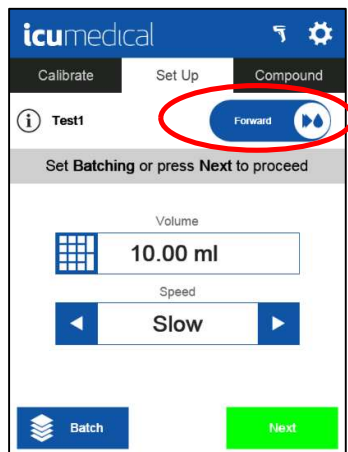 icumedical
Calibrate Set Up Compound
i Test1 Forward
Set Batching or press Next to proceed
Volume
10.00 ml
Speed
Slow
Batch Next